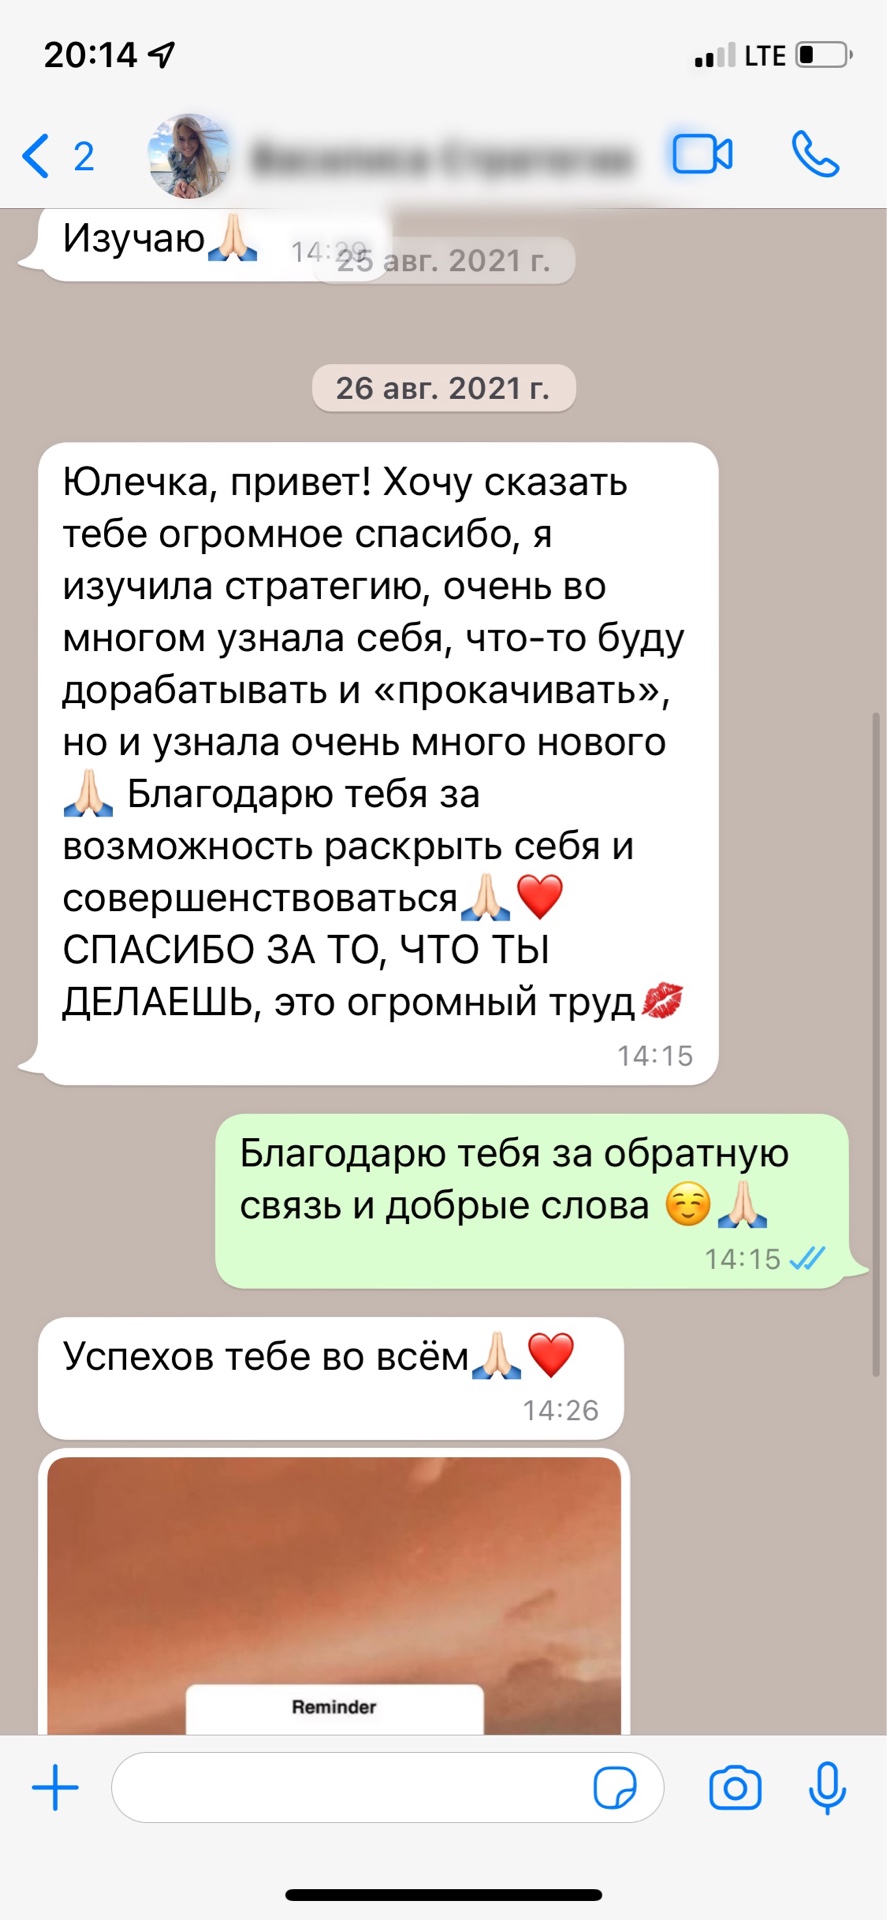 20:14
LTE
2
Изучаю🙏🏻 14:29
25 авг. 2021 г.
26 авг. 2021 г.
Юлечка, привет! Хочу сказать
тебе огромное спасибо, я
изучила стратегию, очень во
многом узнала себя, что-то буду
дорабатывать и «прокачивать»,
но и узнала очень много нового
🙏🏻 Благодарю тебя за
возможность раскрыть себя и
совершенствоваться🙏🏻❤️
СПАСИБО ЗА ТО, ЧТО ТЫ
ДЕЛАЕШЬ, это огромный труд💋
14:15
Благодарю тебя за обратную
связь и добрые слова ☺️🙏🏻
14:15
Успехов тебе во всём🙏🏻❤️
14:26
Reminder